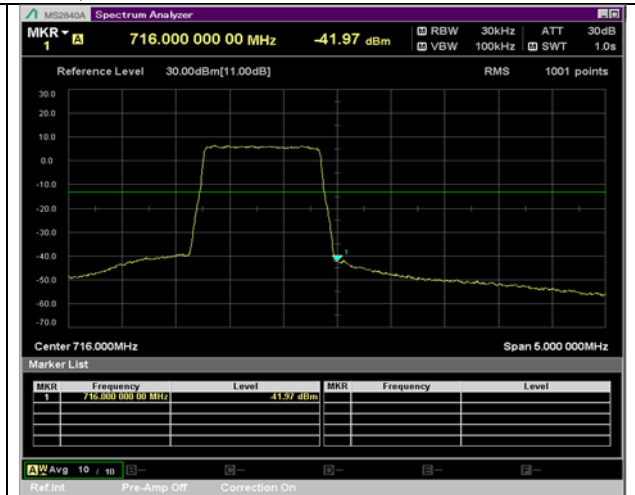 MS2840A Spectrum Analyzer
MKR 1 A 716.000 000 00 MHz -41.97 dBm M RBW 30kHz ATT 30dB
M VBW 100kHz M SWT 1.0s
Reference Level 30.00dBm[11.00dB] RMS 1001 points
30.0
20.0
10.0
0.0
-10.0
-20.0
-30.0
-40.0
-50.0
-60.0
-70.0
1
Center 716.000MHz Span 5.000 000MHz
Marker List
MKR Frequency Level MKR Frequency Level
1 716.000 000 00 MHz -41.97 dBm
A W Avg 10 / 10 B-- C-- D-- E-- F--
Ref.Int Pre-Amp Off Correction On